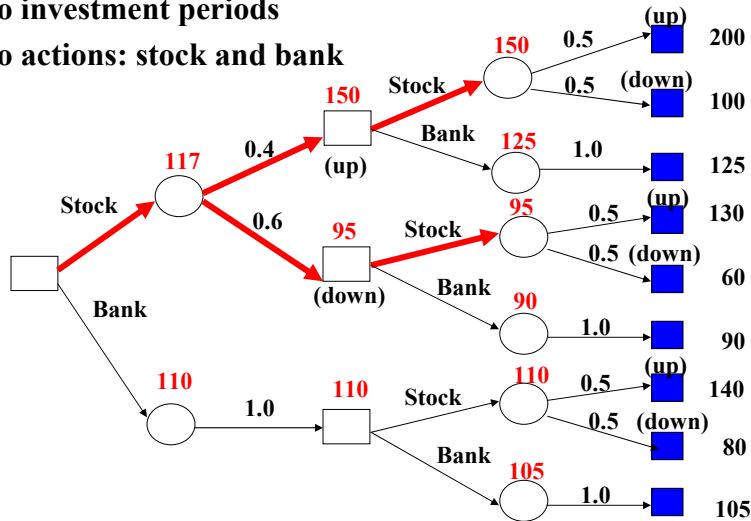 o investment periods
o actions: stock and bank
(up)
200
0.5
150
0.5
(down)
100
Stock
150
Bank
125
1.0
125
(up)
0.4
117
(up)
130
0.5
95
Stock
Stock
0.6
95
0.5
(down)
60
(down)
Bank
Bank
90
1.0
90
(up)
140
110
110
Stock
110
0.5
0.5
(down)
80
1.0
Bank
105
1.0
105